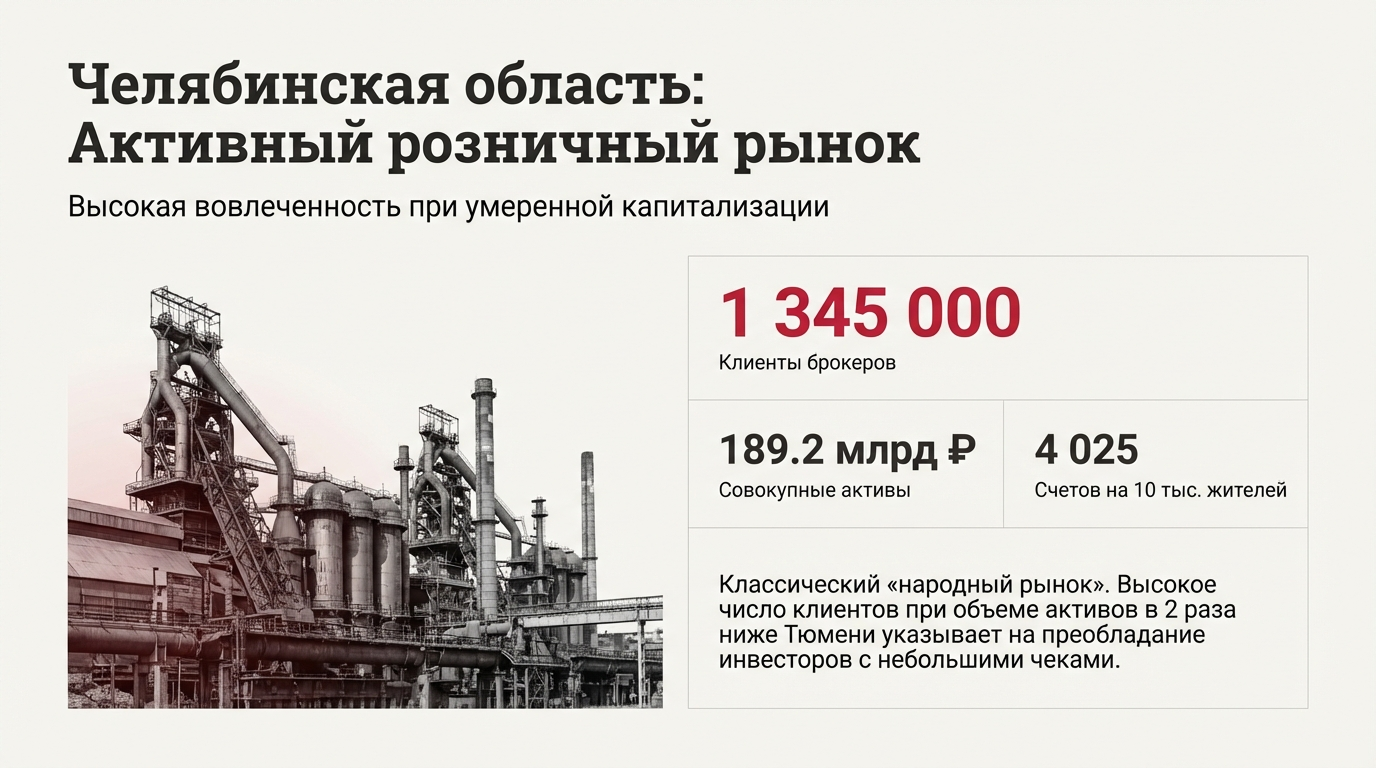 Челябинская область:
Активный розничный рынок
Высокая вовлеченность при умеренной капитализации
1 345 000
Клиенты брокеров
189.2 млрд ₽
Совокупные активы
4 025
Счетов на 10 тыс. жителей
Классический «народный рынок». Высокое
число клиентов при объеме активов в 2 раза
ниже Тюмени указывает на преобладание
инвесторов с небольшими чеками.